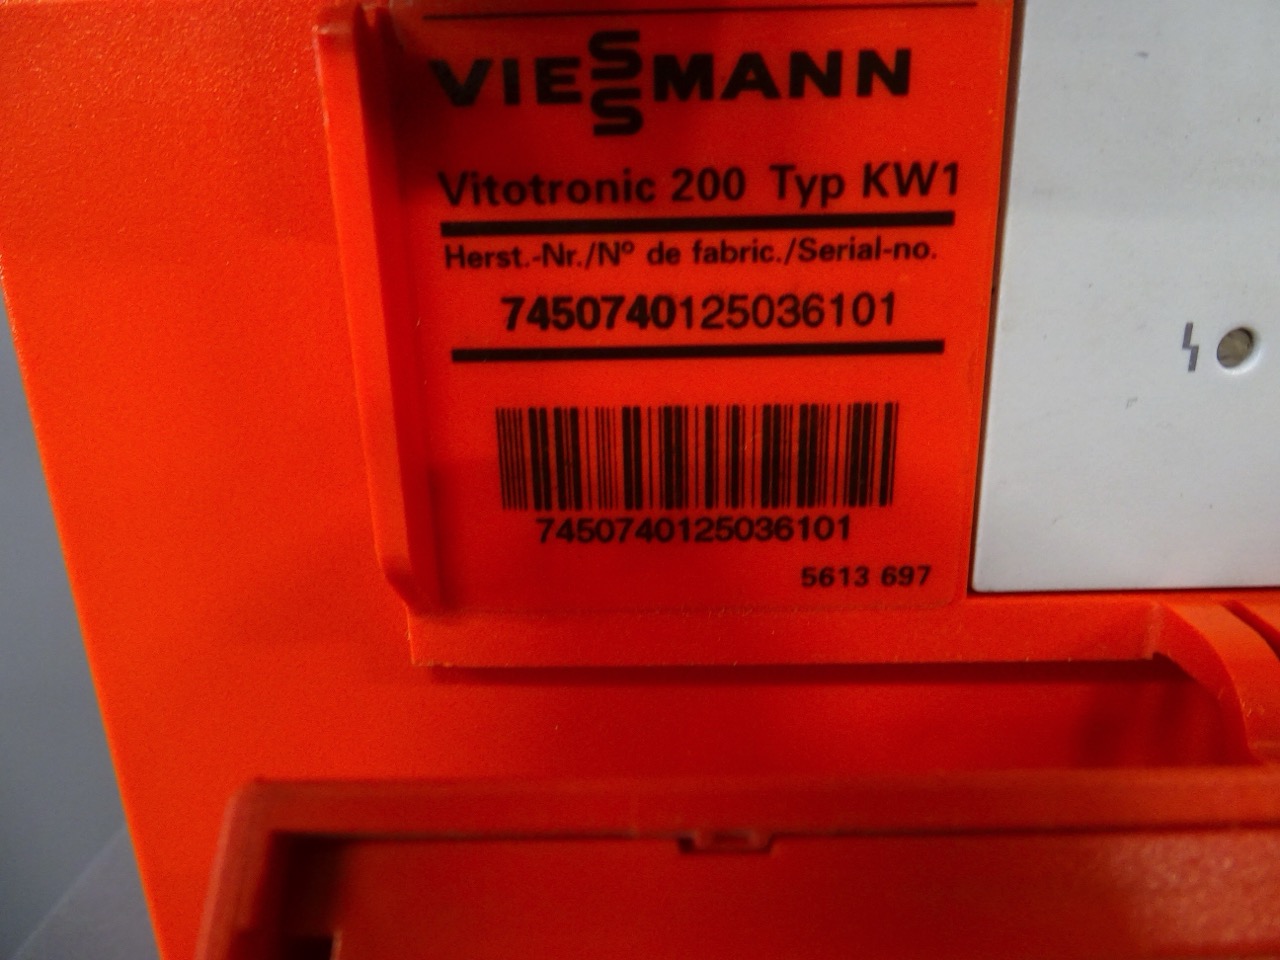 VIESSMANN
Vitotronic 200 Typ KW1
Herst.-Nr./Nº de fabric./Serial-no.
7450740125036101
7450740125036101
5613 697